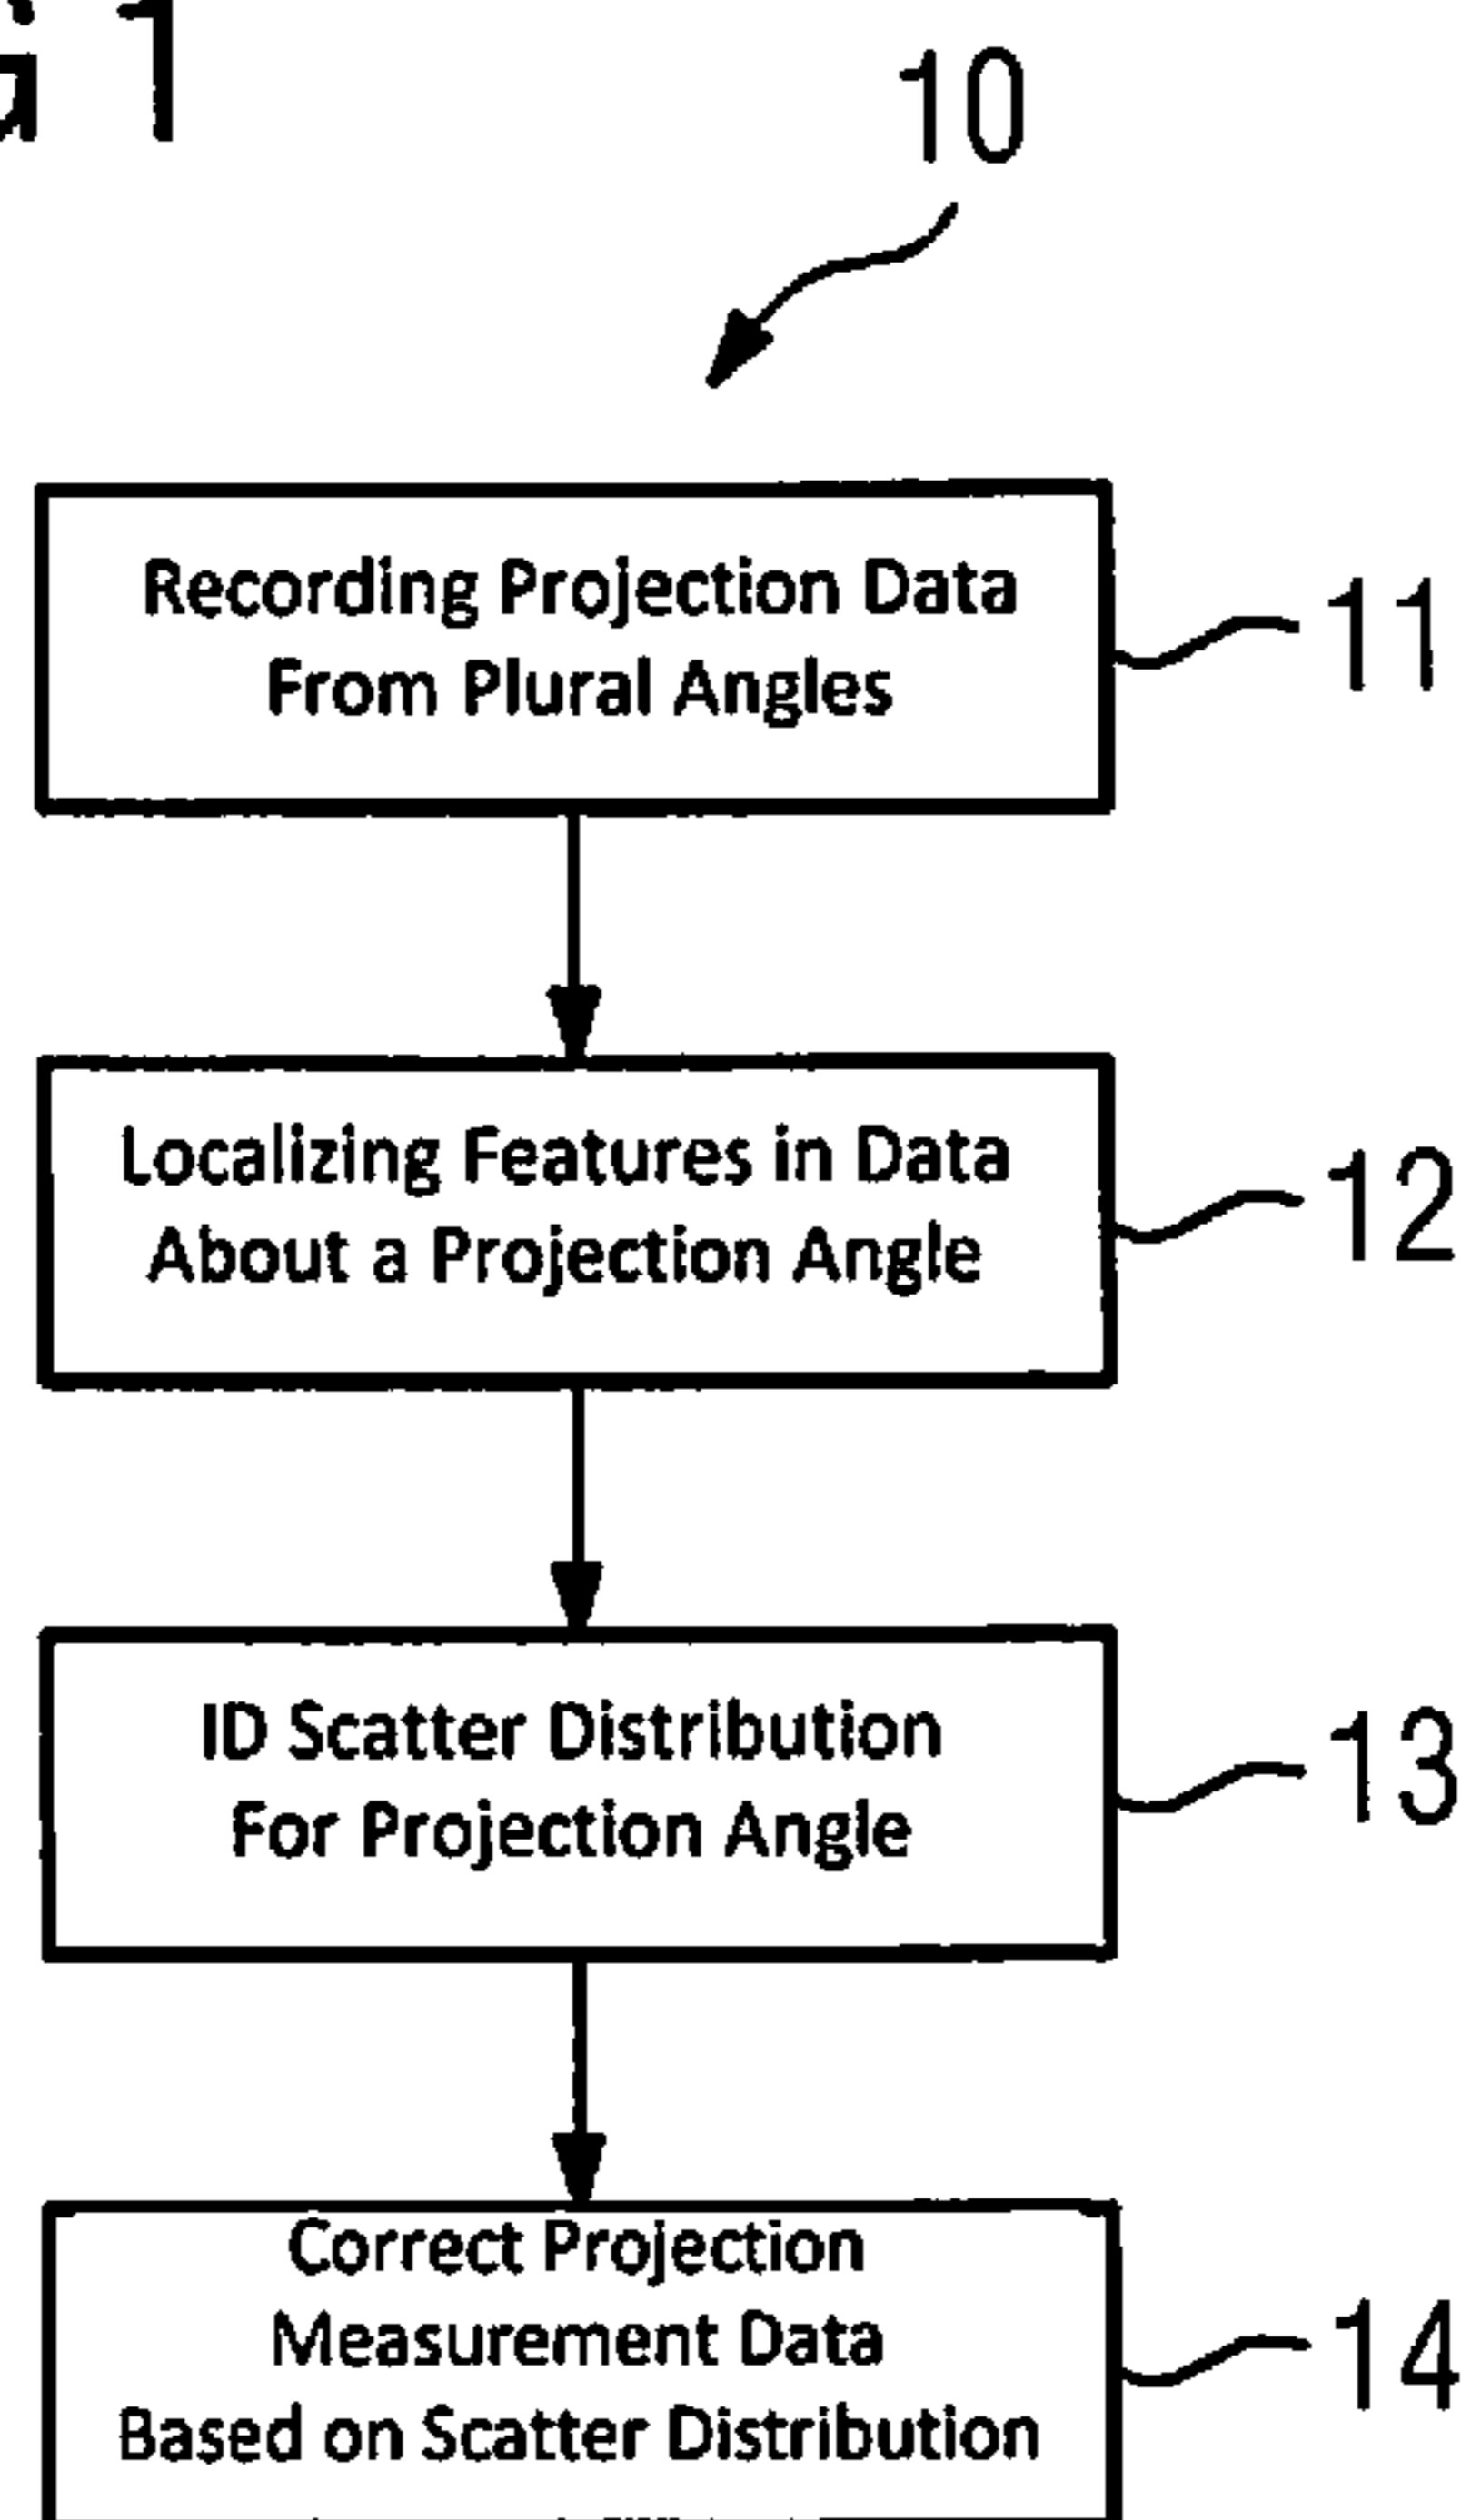 G 1
10
Recording Projection Data
From Plural Angles
11
Localizing Features in Data
About a Projection Angle
12
ID Scatter Distribution
For Projection Angle
13
Correct Projection
Measurement Data
Based on Scatter Distribution
14